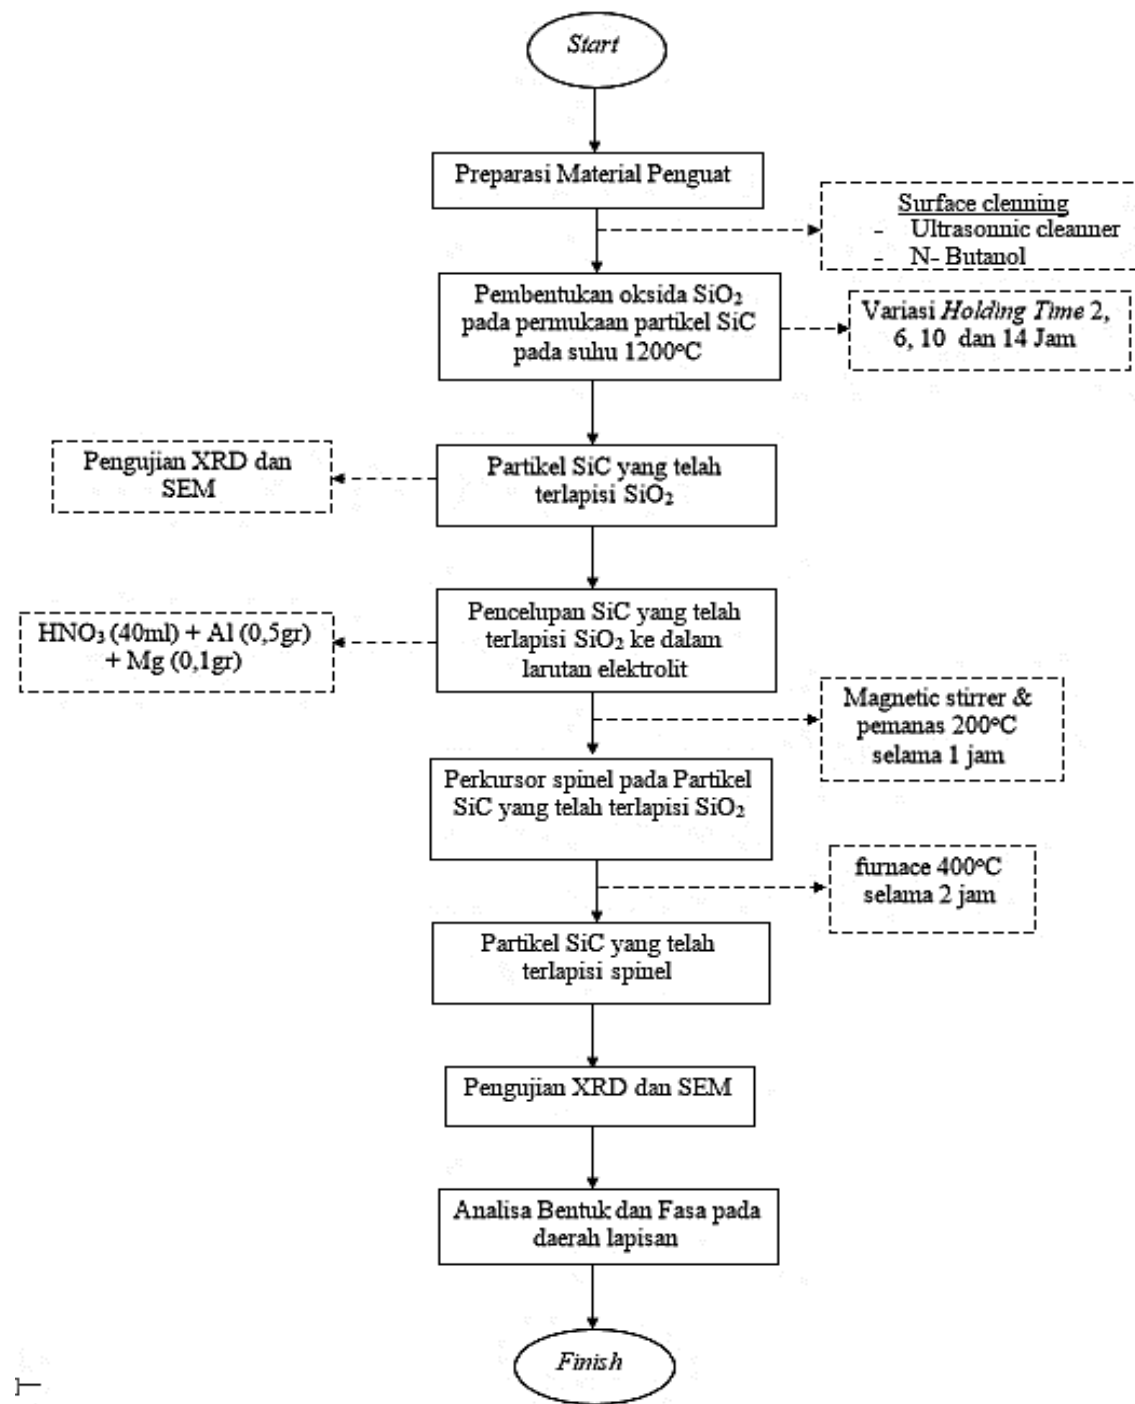 Start
Preparasi Material Penguat
Surface clenning
- Ultrasonnic cleanner
- N- Butanol
Pembentukan oksida SiO₂
pada permukaan partikel SiC
pada suhu 1200°C
Variasi Holding Time 2,
6, 10 dan 14 Jam
Pengujian XRD dan
SEM
Partikel SiC yang telah
terlapisi SiO₂
HNO₃ (40ml) + Al (0,5gr)
+ Mg (0,1gr)
Pencelupan SiC yang telah
terlapisi SiO₂ ke dalam
larutan elektrolit
Magnetic stirrer &
pemanas 200°C
selama 1 jam
Perkursor spinel pada Partikel
SiC yang telah terlapisi SiO₂
furnace 400°C
selama 2 jam
Partikel SiC yang telah
terlapisi spinel
Pengujian XRD dan SEM
Analisa Bentuk dan Fasa pada
daerah lapisan
Finish